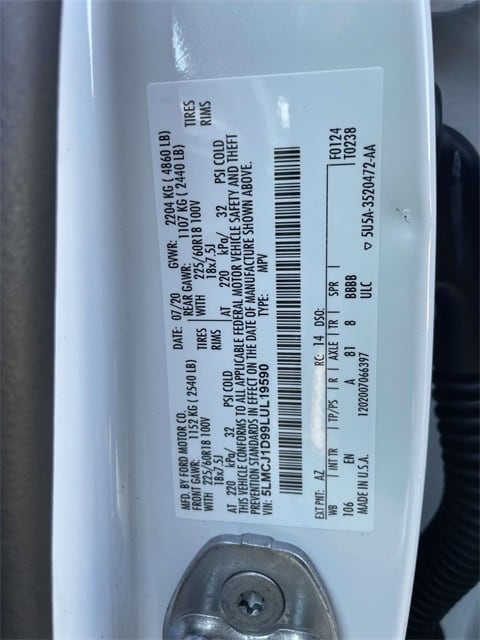 MFD. BY FORD MOTOR CO. 07/20 GVWR: 2204 KG ( 4860 LB)
FRONT GAWR: 1152 KG ( 2540 LB) REAR GAWR: 1107 KG ( 2440 LB)
225/60R18 100V TIRES WITH 225/60R18 100V TIRES
18x7.5J RIMS 18x7.5J RIMS
AT 220 kPa/ 32 PSI COLD AT 220 kPa/ 32 PSI COLD
THIS VEHICLE CONFORMS TO ALL APPLICABLE FEDERAL MOTOR VEHICLE SAFETY AND THEFT
PREVENTION STANDARDS IN EFFECT ON THE DATE OF MANUFACTURE SHOWN ABOVE.
VIN: 5LMCJ1D99LUL19590 TYPE: MPV
EXT PNT: AZ RC: 14 DSO: F0124
WB INT TR TP/PS R AXLE TR SPR T0238
106 EN A 81 8 BBBB
ULC
MADE IN U.S.A. 1202007066397 ▽ 5U5A-3520472-AA